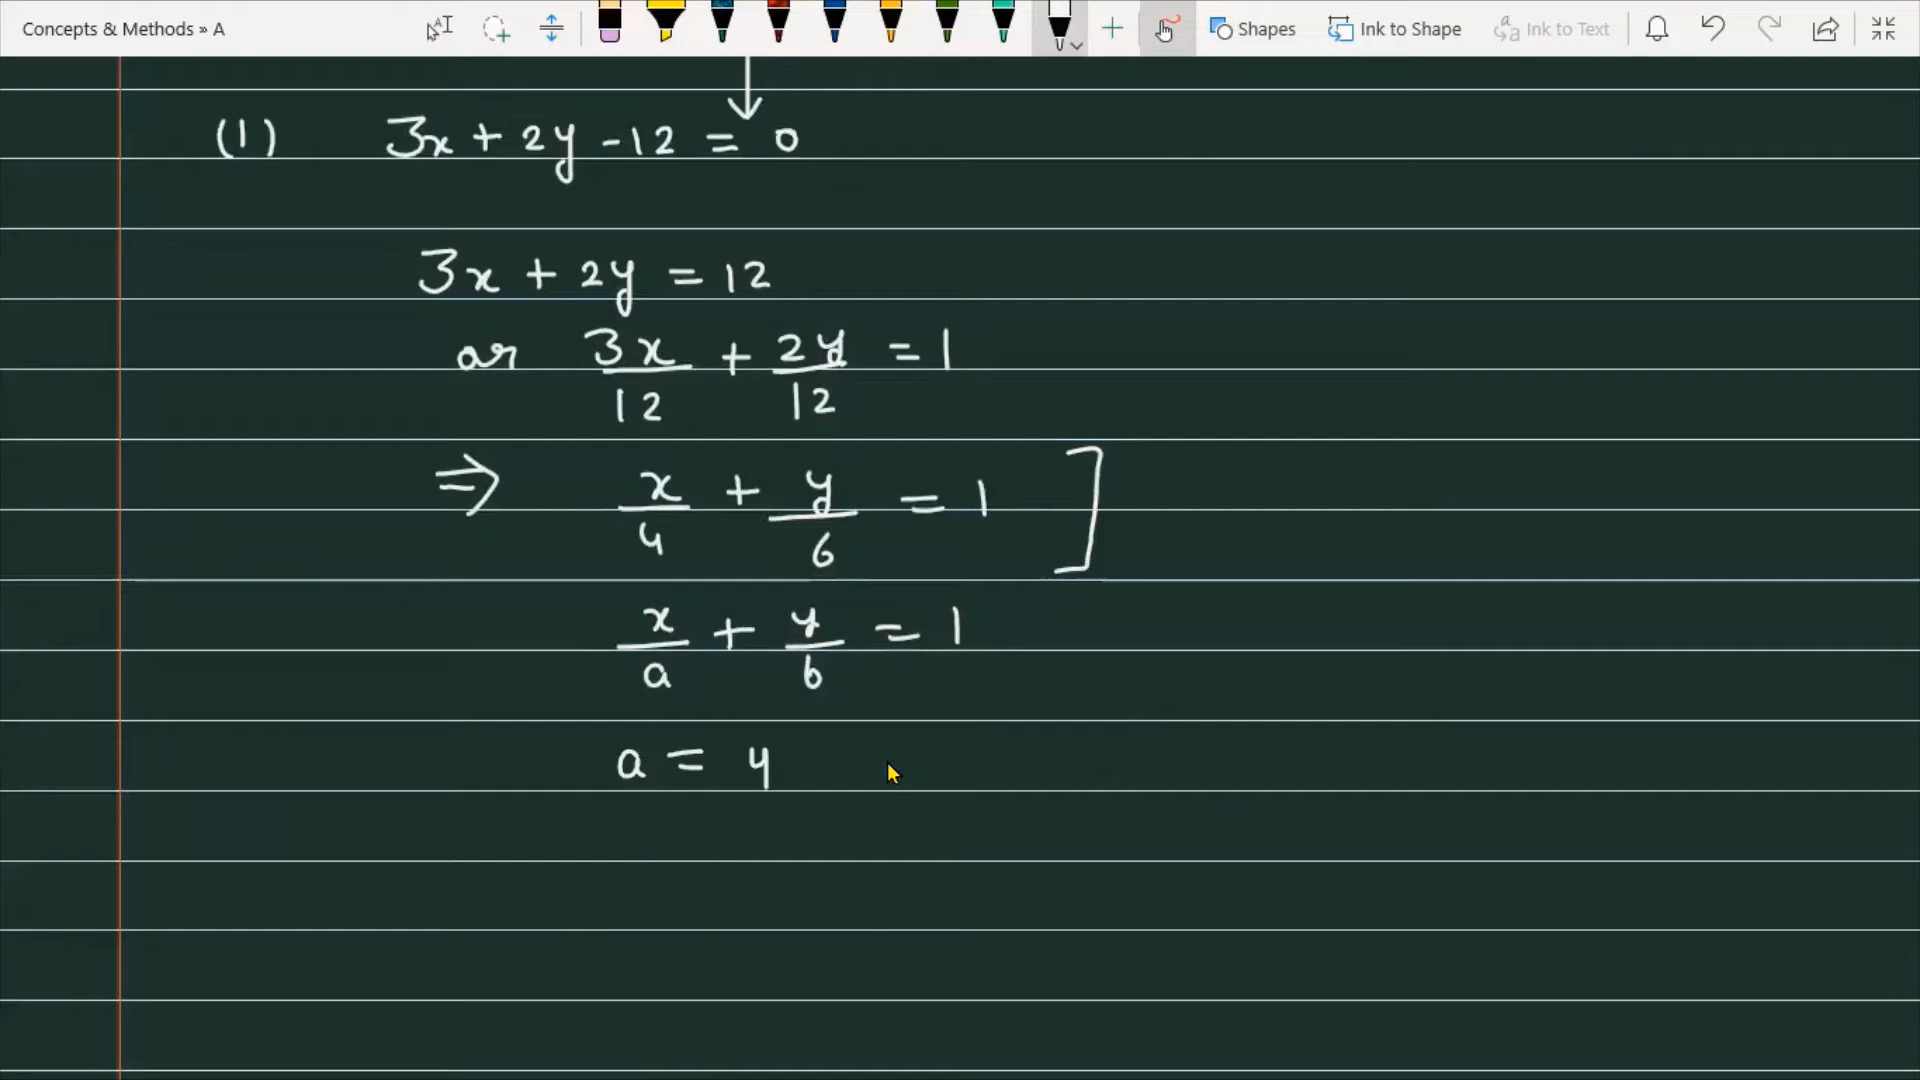 Concepts & Methods » A
Shapes
Ink to Shape
Ink to Text
(1) 3x + 2y - 12 = 0
3x + 2y = 12
or 3x/12 + 2y/12 = 1
⇒ x/4 + y/6 = 1 ]
x/a + y/b = 1
a = 4